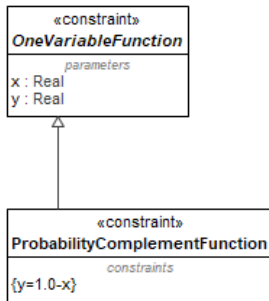 «constraint»
OneVariableFunction
parameters
x : Real
y : Real
«constraint»
ProbabilityComplementFunction
constraints
{y=1.0-x}